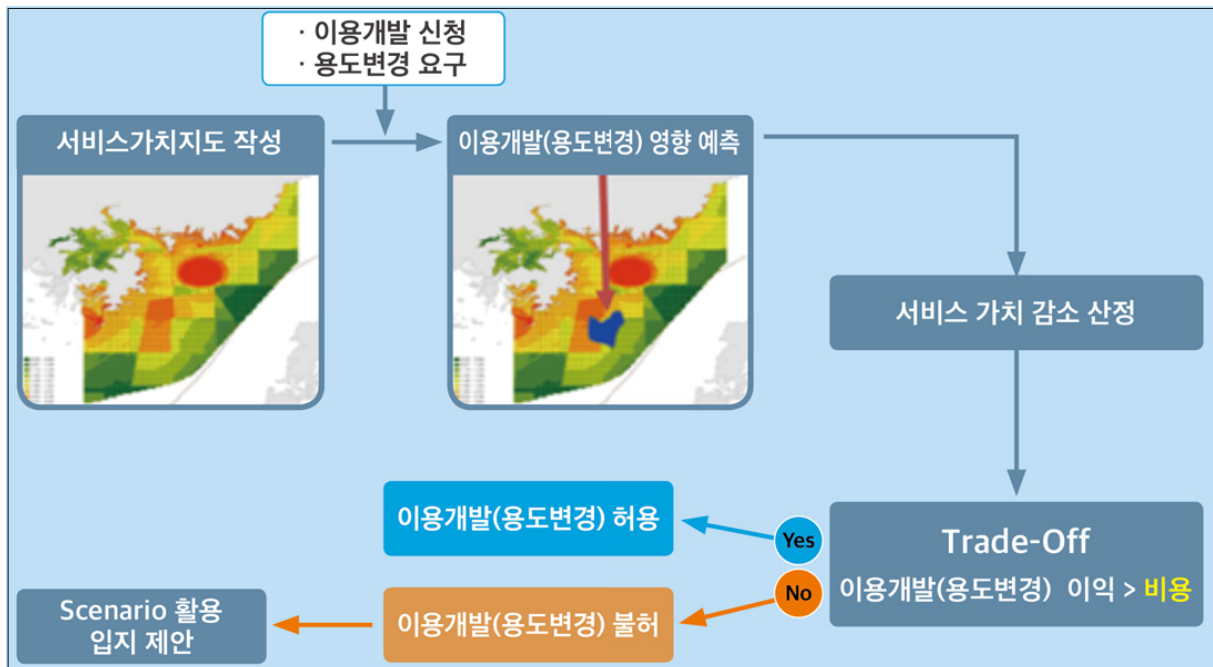 · 이용개발 신청
· 용도변경 요구
서비스가치지도 작성
이용개발(용도변경) 영향 예측
서비스 가치 감소 산정
Trade-Off
이용개발(용도변경) 이익 > 비용
Yes
이용개발(용도변경) 허용
No
이용개발(용도변경) 불허
Scenario 활용
입지 제안